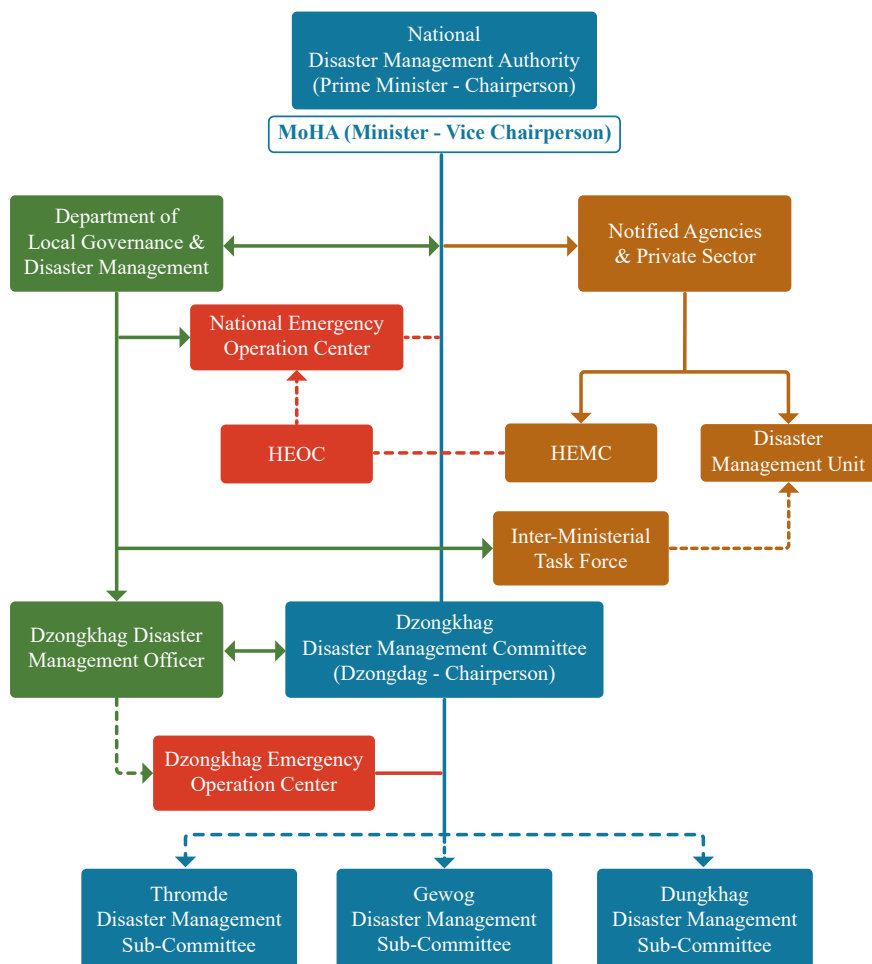 National
Disaster Management Authority
(Prime Minister - Chairperson)
MoHA (Minister - Vice Chairperson)
Department of
Local Governance &
Disaster Management
Notified Agencies
& Private Sector
National Emergency
Operation Center
HEOC
HEMC
Disaster
Management Unit
Inter-Ministerial
Task Force
Dzongkhag Disaster
Management Officer
Dzongkhag
Disaster Management Committee
(Dzongdag - Chairperson)
Dzongkhag Emergency
Operation Center
Thromde
Disaster Management
Sub-Committee
Gewog
Disaster Management
Sub-Committee
Dungkhag
Disaster Management
Sub-Committee